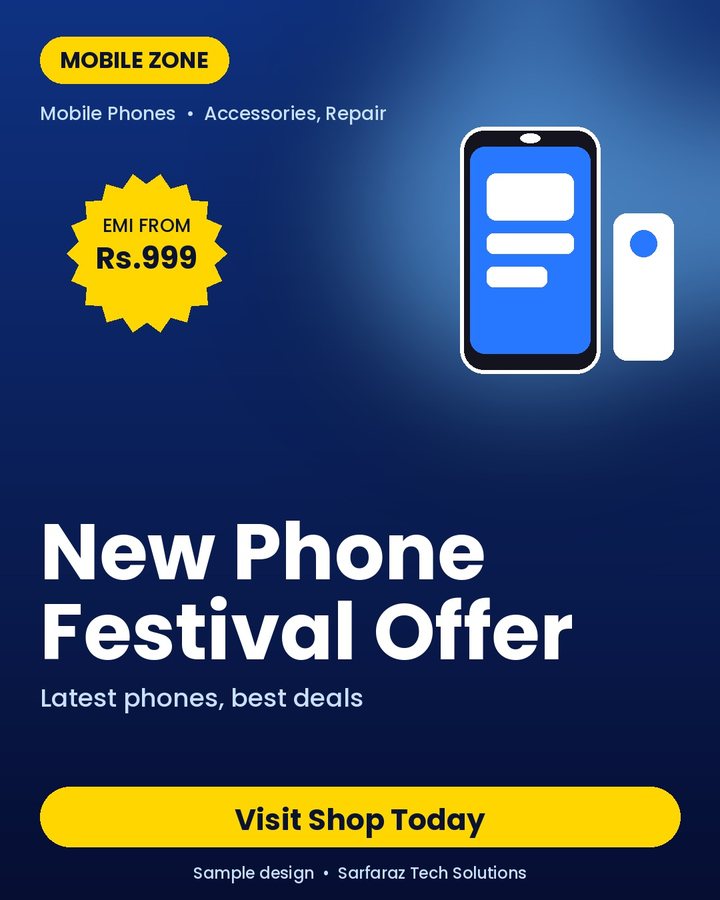 MOBILE ZONE
Mobile Phones • Accessories, Repair
EMI FROM
Rs.999
New Phone
Festival Offer
Latest phones, best deals
Visit Shop Today
Sample design • Sarfaraz Tech Solutions